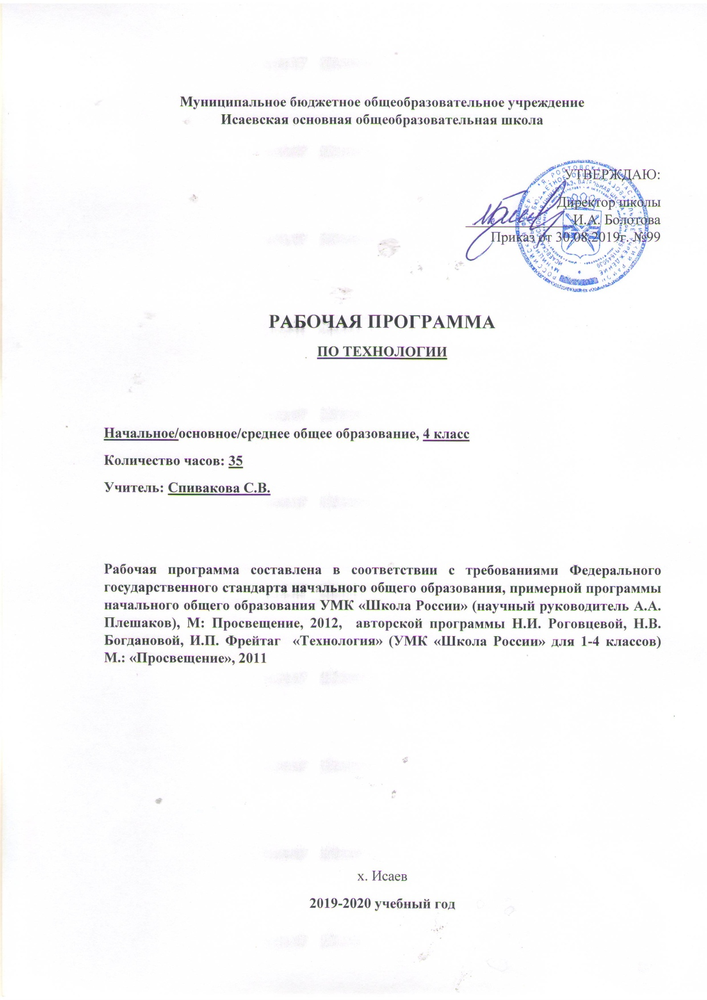 Муниципальное бюджетное общеобразовательное учреждение
Исаевская основная общеобразовательная школа
УТВЕРЖДАЮ:
Директор школы
И.А. Болотова
Приказ от 30.08.2019г. №99
РАБОЧАЯ ПРОГРАММА
ПО ТЕХНОЛОГИИ
Начальное/основное/среднее общее образование, 4 класс
Количество часов: 35
Учитель: Спивакова С.В.
Рабочая программа составлена в соответствии с требованиями Федерального
государственного стандарта начального общего образования, примерной программы
начального общего образования УМК «Школа России» (научный руководитель А.А.
Плешаков), М: Просвещение, 2012, авторской программы Н.И. Роговцевой, Н.В.
Богдановой, И.П. Фрейтаг «Технология» (УМК «Школа России» для 1-4 классов)
М.: «Просвещение», 2011
х. Исаев
2019-2020 учебный год